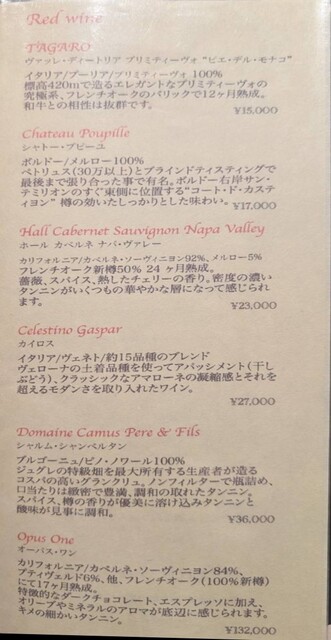 Red wine
TAGARO
ヴァッレ・ディートリア プリミティーヴォ “ピエ・デル・モナコ”
イタリア/プーリア/プリミティーヴォ 100%
標高420mで造るエレガントなプリミティーヴォの
究極系、フレンチオークのバリックで12ヶ月熟成。
和牛との相性は抜群です。
¥15,000
Chateau Poupille
シャトー・プピーユ
ボルドー/メルロー100%
ペトリュス(30万以上)とブラインドティスティングで
最後まで張り合った事で有名。ボルドー右岸サン・
テミリオンのすぐ東側に位置する“コート・ド・カステ
ィヨン” 樽の効いたしっかりとした味わい。
¥17,000
Hall Cabernet Sauvignon Napa Valley
ホール カベルネ ナパ・ヴァレー
カリフォルニア/カベルネ・ソーヴィニヨン92%、メルロー5%
フレンチオーク新樽50% 24 ヶ月熟成。
薔薇、スパイス、熟したチェリーの香り。密度の濃い
タンニンがいくつもの華やかな層になって感じられ
ます。
¥23,000
Celestino Gaspar
カイロス
イタリア/ヴェネト/約15品種のブレンド
ヴェローナの土着品種を使ってアパッシメント(干し
ぶどう)、クラッシックなアマローネの凝縮感とそれを
超えるモダンさを取り入れたワイン。
¥27,000
Domaine Camus Pere & Fils
シャルム・シャンベルタン
ブルゴーニュ/ピノ・ノワール 100%
ジュグレの特級畑を最大所有する生産者が造る
コスパの高いグランクリュ。ノンフィルターで瓶詰め、
口当たりは緻密で豊満、調和の取れたタンニン。
スパイス、樽の香りが優美に溶け込みタンニンと
酸味が見事に調和。
¥36,000
Opus One
オーパス・ワン
カリフォルニア/カベルネ・ソーヴィニヨン84%、
プティヴェルド6%、他、フレンチオーク(100%新樽)
にて17ヶ月熟成。
特徴的なダークチョコレート、エスプレッソに加え、
オリーブやミネラルのアロマが底辺に感じられます。
キメの細かいタンニン。
¥132,000